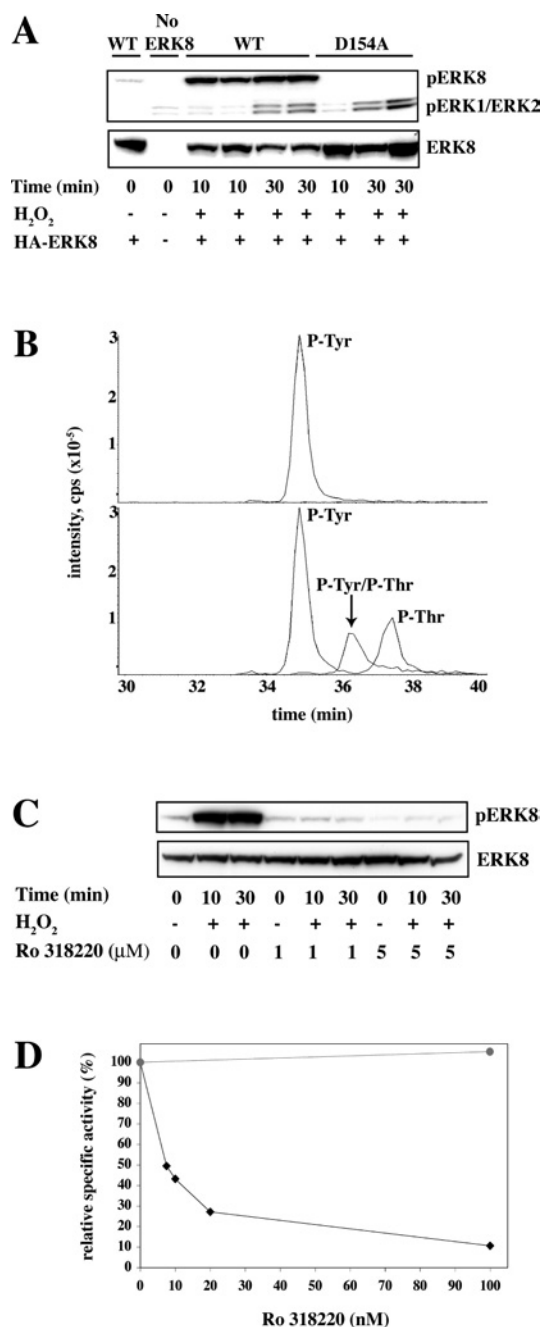 A
WT No ERK8 WT D154A
pERK8
pERK1/ERK2
ERK8
Time (min) 0 0 10 10 30 30 10 30 30
H₂O₂ - - + + + + + + +
HA-ERK8 + - + + + + + + +
B
3
P-Tyr
2
1
intensity, cps (x10⁻⁵)
3
P-Tyr
2
P-Tyr/P-Thr
P-Thr
1
30 32 34 36 38 40
time (min)
C
pERK8
ERK8
Time (min) 0 10 30 0 10 30 0 10 30
H₂O₂ - + + - + + - + +
Ro 318220 (μM) 0 0 0 1 1 1 5 5 5
D
relative specific activity (%)
100
90
80
70
60
50
40
30
20
10
0
0 10 20 30 40 50 60 70 80 90 100
Ro 318220 (nM)